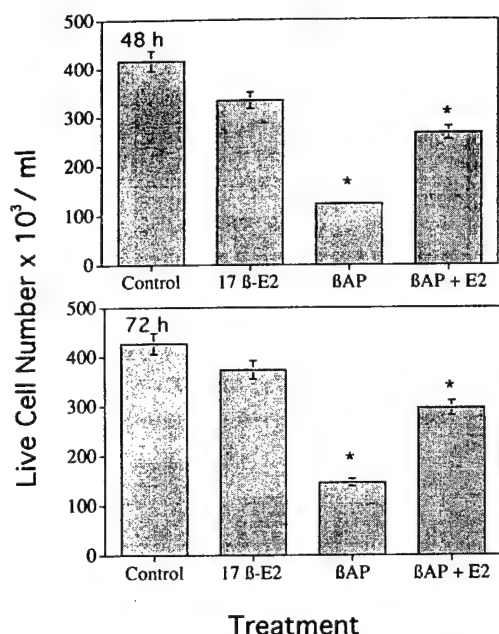 500
48 h
400
300
*
*
200
100
0
Control 17 ß-E2 ßAP ßAP + E2
500
72 h
400
300
*
*
200
100
0
Control 17 ß-E2 ßAP ßAP + E2
Live Cell Number x 10³/ ml
Treatment